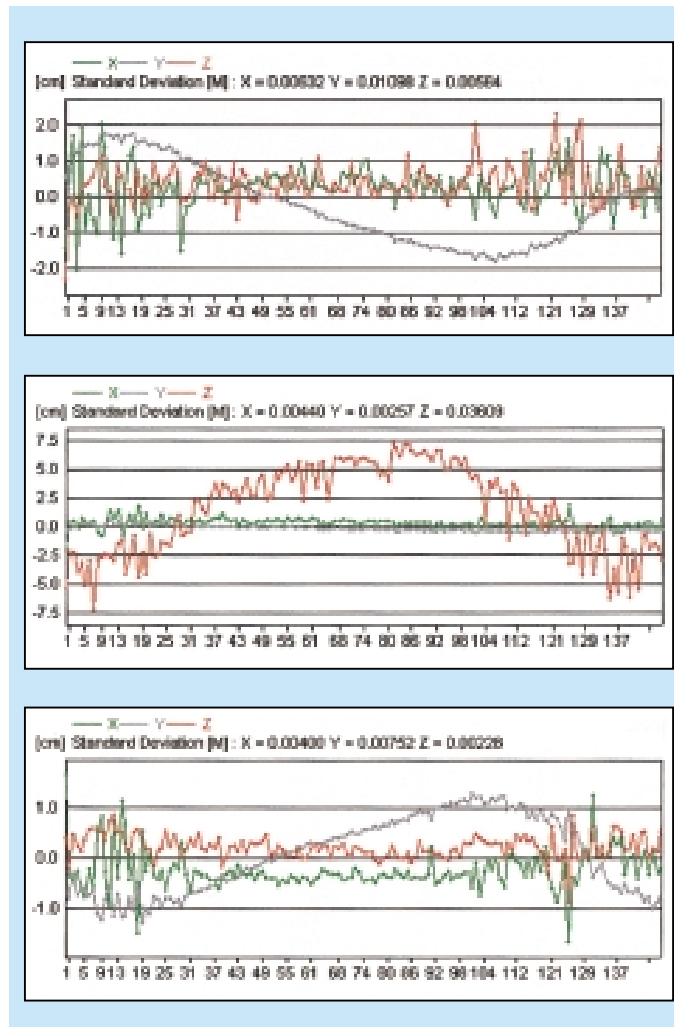 X Y Z
[cm] Standard Deviation [M] : X = 0.00632 Y = 0.01098 Z = 0.00564
2.0
1.0
0.0
-1.0
-2.0
1 5 9 13 19 25 31 37 43 49 55 61 68 74 80 86 92 98 104 112 121 129 137
X Y Z
[cm] Standard Deviation [M] : X = 0.00440 Y = 0.00257 Z = 0.03609
7.5
5.0
2.5
0.0
-2.5
-5.0
-7.5
1 5 9 13 19 25 31 37 43 49 55 61 68 74 80 86 92 98 104 112 121 129 137
X Y Z
[cm] Standard Deviation [M] : X = 0.00400 Y = 0.00752 Z = 0.00226
1.0
0.0
-1.0
1 5 9 13 19 25 31 37 43 49 55 61 68 74 80 86 92 98 104 112 121 129 137